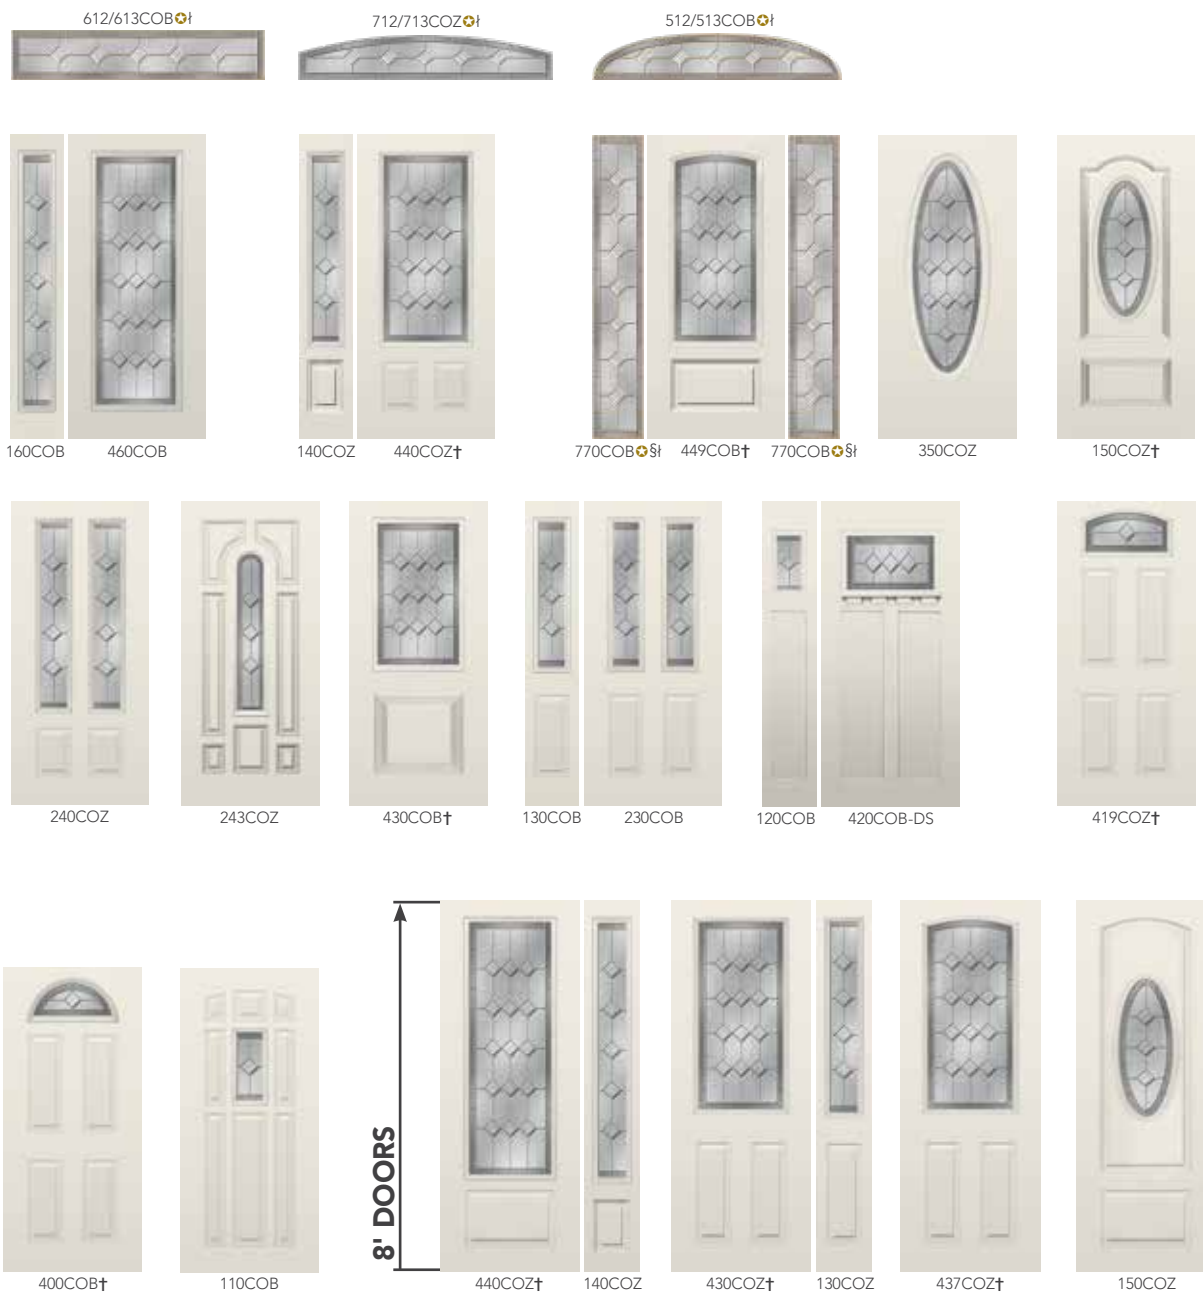 612/613COB✪ł 712/713COZ✪ł 512/513COB✪ł
160COB 460COB 140COZ 440COZ† 770COB✪§ł 449COB† 770COB✪§ł 350COZ 150COZ†
240COZ 243COZ 430COB† 130COB 230COB 120COB 420COB-DS 419COZ†
8' DOORS
400COB† 110COB 440COZ† 140COZ 430COZ† 130COZ 437COZ† 150COZ